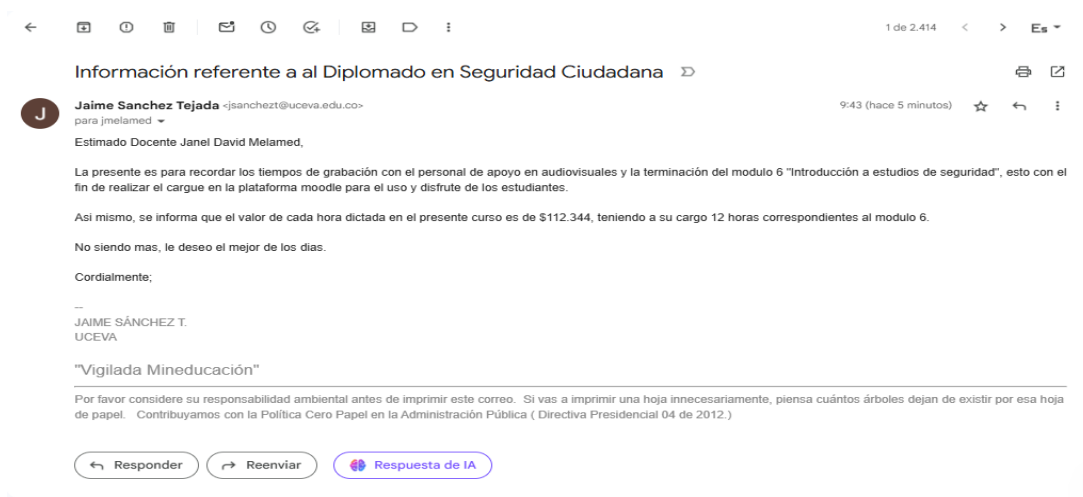 1 de 2.414
Es
Información referente a al Diplomado en Seguridad Ciudadana
J
Jaime Sanchez Tejada <jsanchezt@uceva.edu.co>
9:43 (hace 5 minutos)
para jmelamed
Estimado Docente Janel David Melamed,
La presente es para recordar los tiempos de grabación con el personal de apoyo en audiovisuales y la terminación del modulo 6 "Introducción a estudios de seguridad", esto con el
fin de realizar el cargue en la plataforma moodle para el uso y disfrute de los estudiantes.
Asi mismo, se informa que el valor de cada hora dictada en el presente curso es de $112.344, teniendo a su cargo 12 horas correspondientes al modulo 6.
No siendo mas, le deseo el mejor de los dias.
Cordialmente;
--
JAIME SÁNCHEZ T.
UCEVA
"Vigilada Mineducación"
Por favor considere su responsabilidad ambiental antes de imprimir este correo. Si vas a imprimir una hoja innecesariamente, piensa cuántos árboles dejan de existir por esa hoja
de papel. Contribuyamos con la Política Cero Papel en la Administración Pública ( Directiva Presidencial 04 de 2012.)
Responder
Reenviar
Respuesta de IA